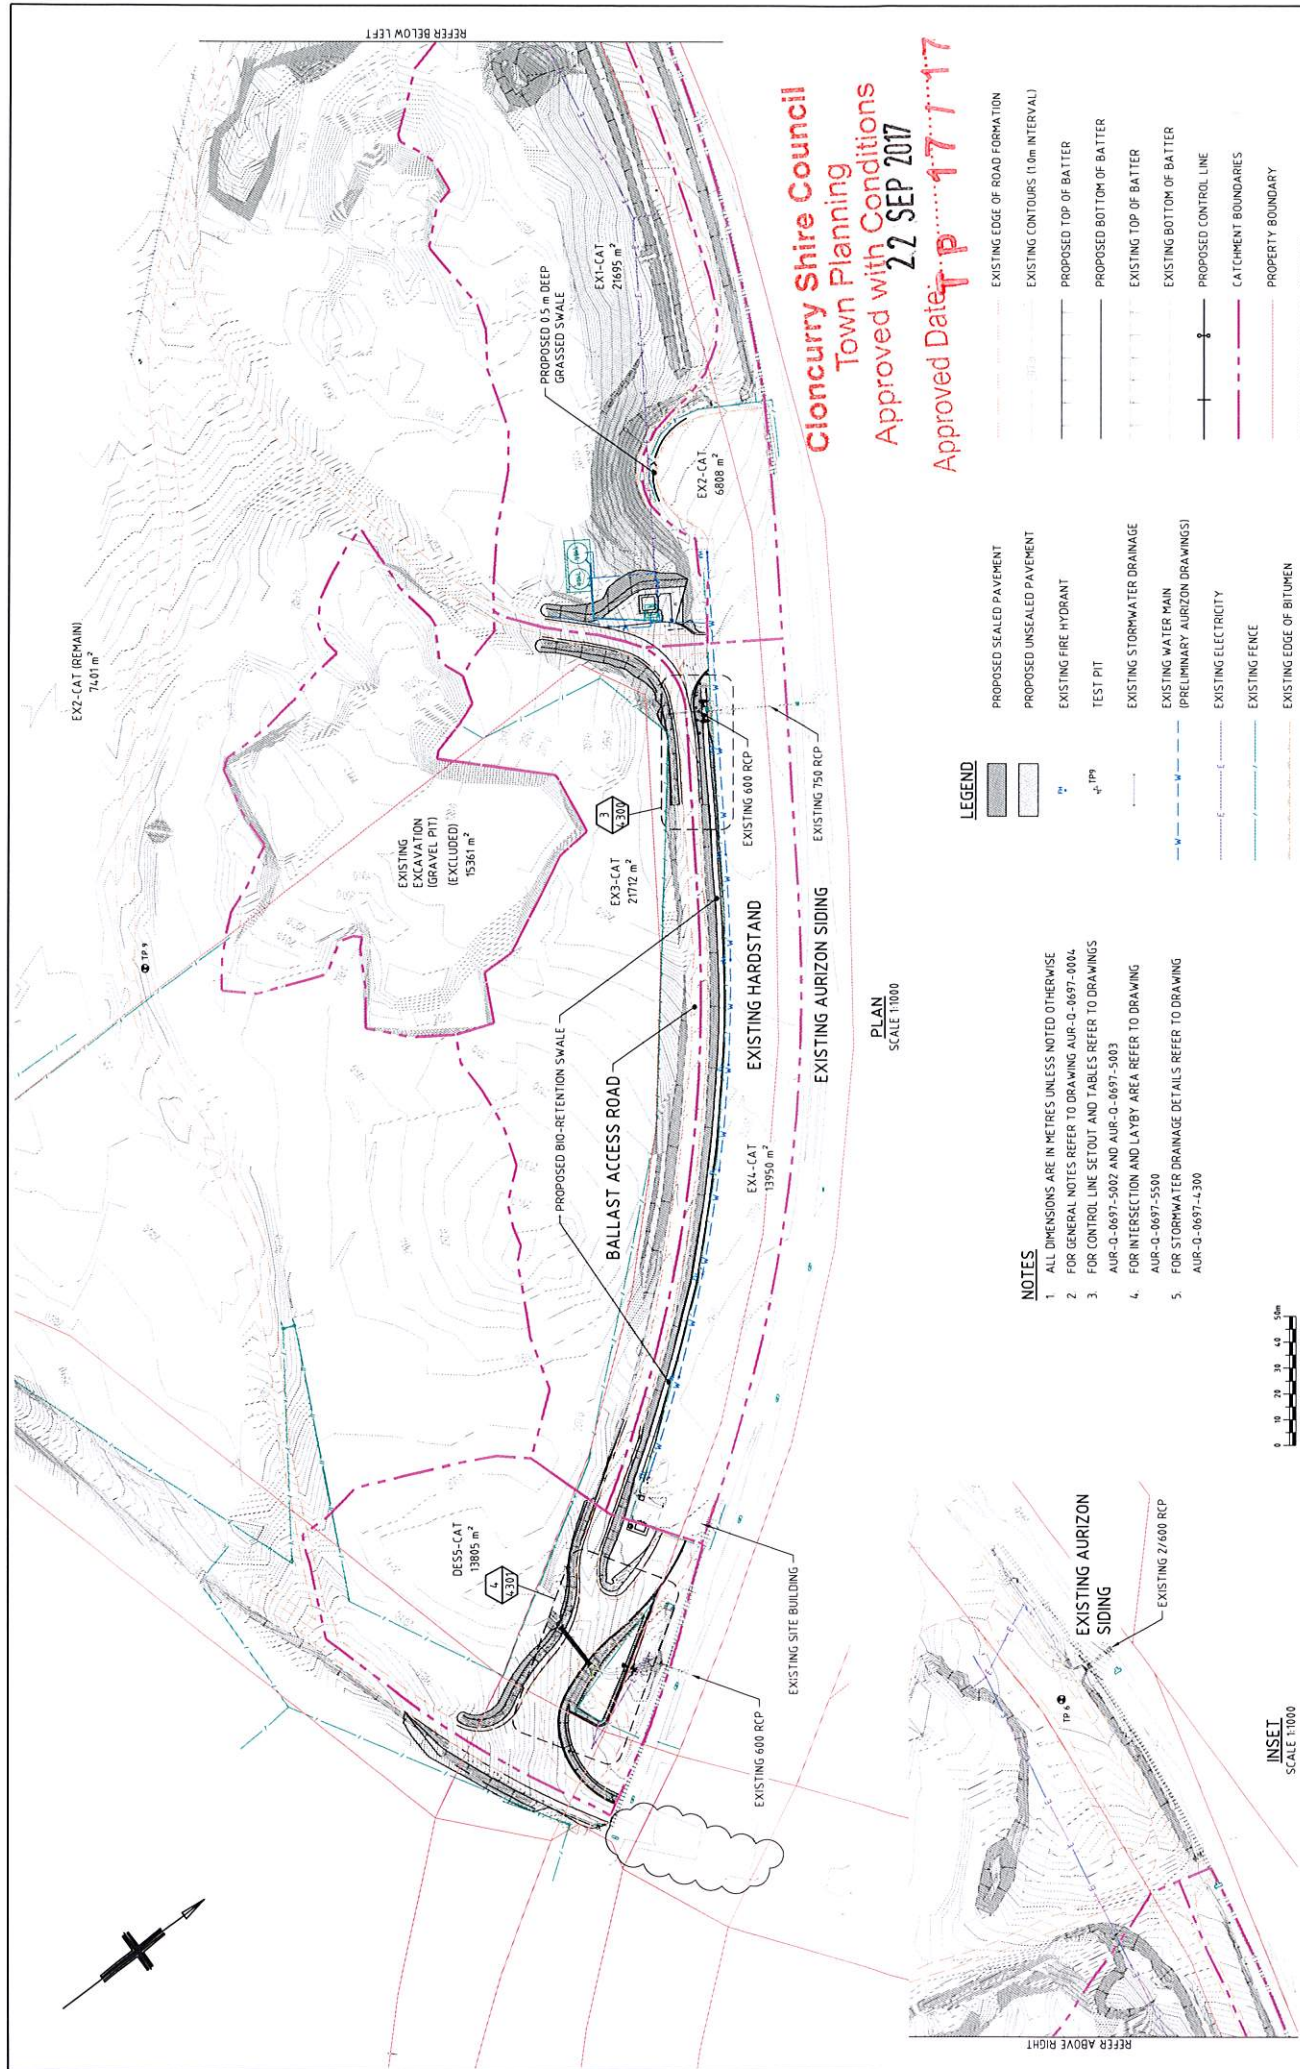 REFER BELOW LEFT
EX2-CAT (REMAIN)
7401 m²
EX1-CAT
21695 m²
PROPOSED 0.5 m DEEP
GRASSED SWALE
EX2-CAT
6808 m²
TP 9
EXISTING
EXCAVATION
(GRAVEL PIT)
(EXCLUDED)
15361 m²
3
4300
EX3-CAT
21712 m²
EXISTING 600 RCP
EXISTING 750 RCP
PROPOSED BIO-RETENTION SWALE
BALLAST ACCESS ROAD
EXISTING HARDSTAND
EXISTING AURIZON SIDING
EX4-CAT
13950 m²
DES5-CAT
13805 m²
4
4301
EXISTING SITE BUILDING
EXISTING 600 RCP
PLAN
SCALE 1:1000
Cloncurry Shire Council
Town Planning
Approved with Conditions
22 SEP 2017
Approved Date:
TP 17/17
NOTES
1 ALL DIMENSIONS ARE IN METRES UNLESS NOTED OTHERWISE
2 FOR GENERAL NOTES REFER TO DRAWING AUR-Q-0697-0004
3. FOR CONTROL LINE SETOUT AND TABLES REFER TO DRAWINGS
AUR-Q-0697-5002 AND AUR-Q-0697-5003
4. FOR INTERSECTION AND LAYBY AREA REFER TO DRAWING
AUR-Q-0697-5500
5. FOR STORMWATER DRAINAGE DETAILS REFER TO DRAWING
AUR-Q-0697-4300
LEGEND
PROPOSED SEALED PAVEMENT
PROPOSED UNSEALED PAVEMENT
FH EXISTING FIRE HYDRANT
TP9 TEST PIT
EXISTING STORMWATER DRAINAGE
W W EXISTING WATER MAIN
(PRELIMINARY AURIZON DRAWINGS)
E E EXISTING ELECTRICITY
EXISTING FENCE
EXISTING EDGE OF BITUMEN
EXISTING EDGE OF ROAD FORMATION
EXISTING CONTOURS (1.0m INTERVAL)
PROPOSED TOP OF BATTER
PROPOSED BOTTOM OF BATTER
EXISTING TOP OF BATTER
EXISTING BOTTOM OF BATTER
PROPOSED CONTROL LINE
CATCHMENT BOUNDARIES
PROPERTY BOUNDARY
0 10 20 30 40 50m
EXISTING AURIZON
SIDING
EXISTING 2/600 RCP
TP 6
INSET
SCALE 1:1000
REFER ABOVE RIGHT